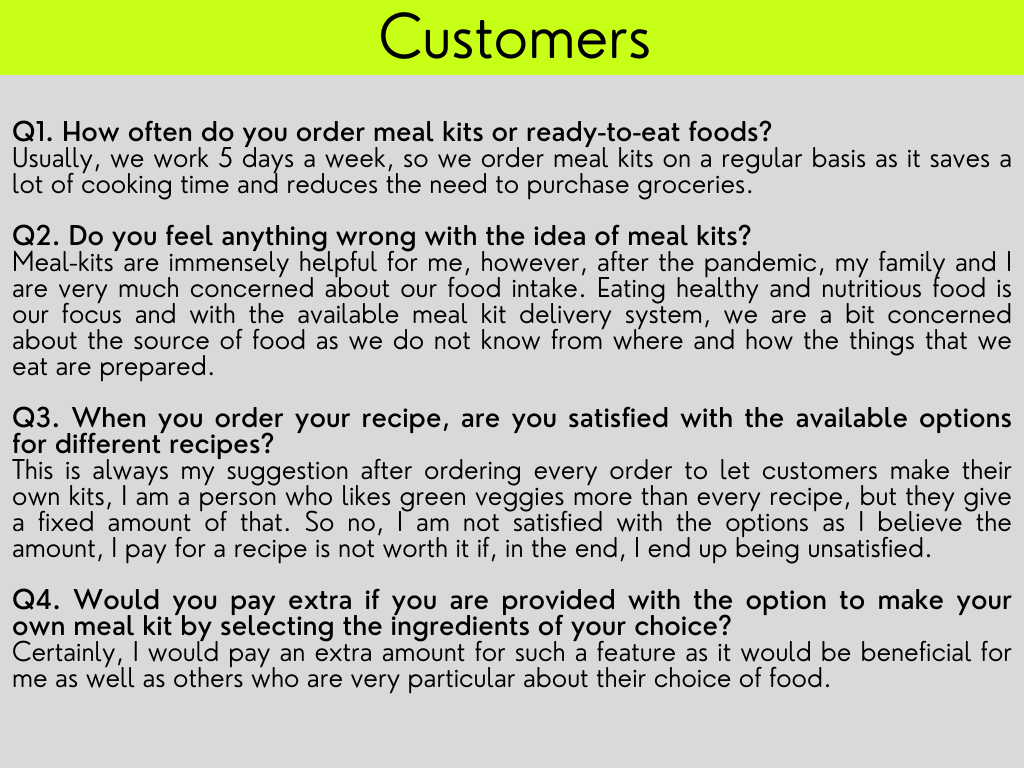 Customers
Q1. How often do you order meal kits or ready-to-eat foods?
Usually, we work 5 days a week, so we order meal kits on a regular basis as it saves a
lot of cooking time and reduces the need to purchase groceries.
Q2. Do you feel anything wrong with the idea of meal kits?
Meal-kits are immensely helpful for me, however, after the pandemic, my family and I
are very much concerned about our food intake. Eating healthy and nutritious food is
our focus and with the available meal kit delivery system, we are a bit concerned
about the source of food as we do not know from where and how the things that we
eat are prepared.
Q3. When you order your recipe, are you satisfied with the available options
for different recipes?
This is always my suggestion after ordering every order to let customers make their
own kits, I am a person who likes green veggies more than every recipe, but they give
a fixed amount of that. So no, I am not satisfied with the options as I believe the
amount, I pay for a recipe is not worth it if, in the end, I end up being unsatisfied.
Q4. Would you pay extra if you are provided with the option to make your
own meal kit by selecting the ingredients of your choice?
Certainly, I would pay an extra amount for such a feature as it would be beneficial for
me as well as others who are very particular about their choice of food.